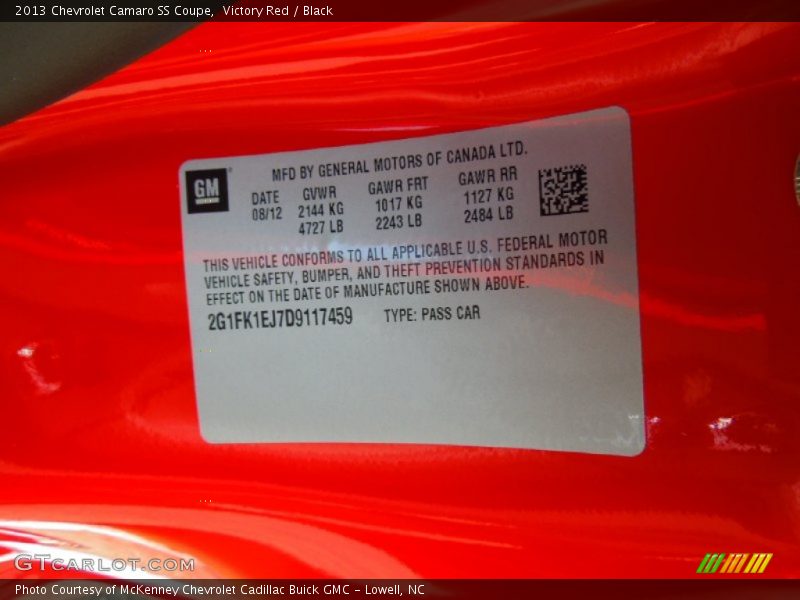 2013 Chevrolet Camaro SS Coupe,  Victory Red / Black
GM
MFD BY GENERAL MOTORS OF CANADA LTD.
DATE GVWR GAWR FRT GAWR RR
08/12 2144 KG 1017 KG 1127 KG
4727 LB 2243 LB 2484 LB
THIS VEHICLE CONFORMS TO ALL APPLICABLE U.S. FEDERAL MOTOR
VEHICLE SAFETY, BUMPER, AND THEFT PREVENTION STANDARDS IN
EFFECT ON THE DATE OF MANUFACTURE SHOWN ABOVE.
2G1FK1EJ7D9117459 TYPE: PASS CAR
GTCARLOT.COM
Photo Courtesy of McKenney Chevrolet Cadillac Buick GMC - Lowell, NC